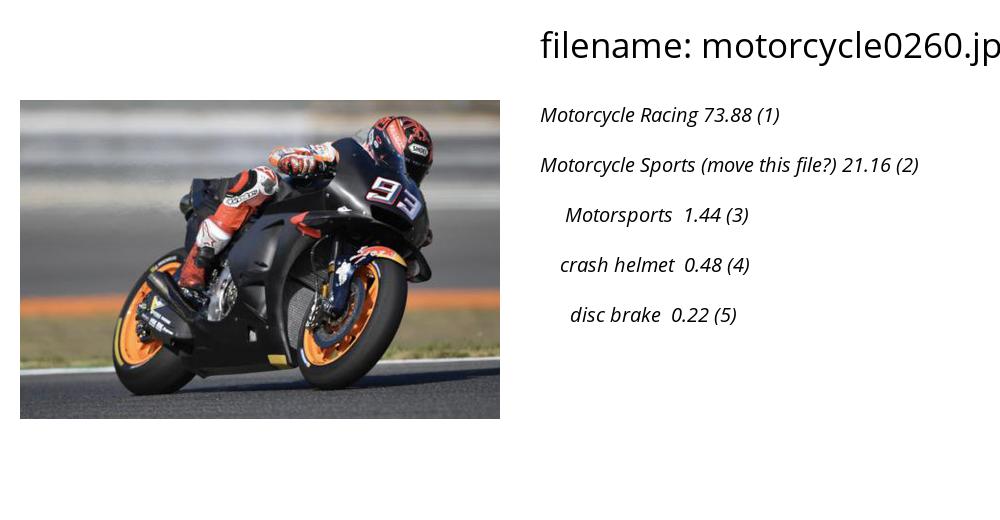 filename: motorcycle0260.jp
Motorcycle Racing 73.88 (1)
Motorcycle Sports (move this file?) 21.16 (2)
Motorsports 1.44 (3)
crash helmet 0.48 (4)
disc brake 0.22 (5)
SHOEI
93